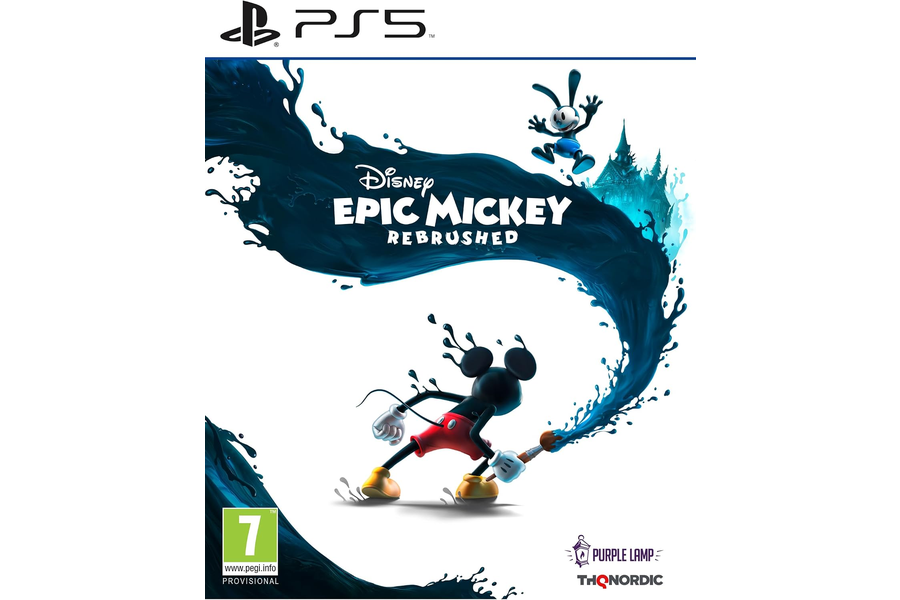 PS5
Disney
EPIC MICKEY
REBRUSHED
7
www.pegi.info
PROVISIONAL
PURPLE LAMP
THQNORDIC